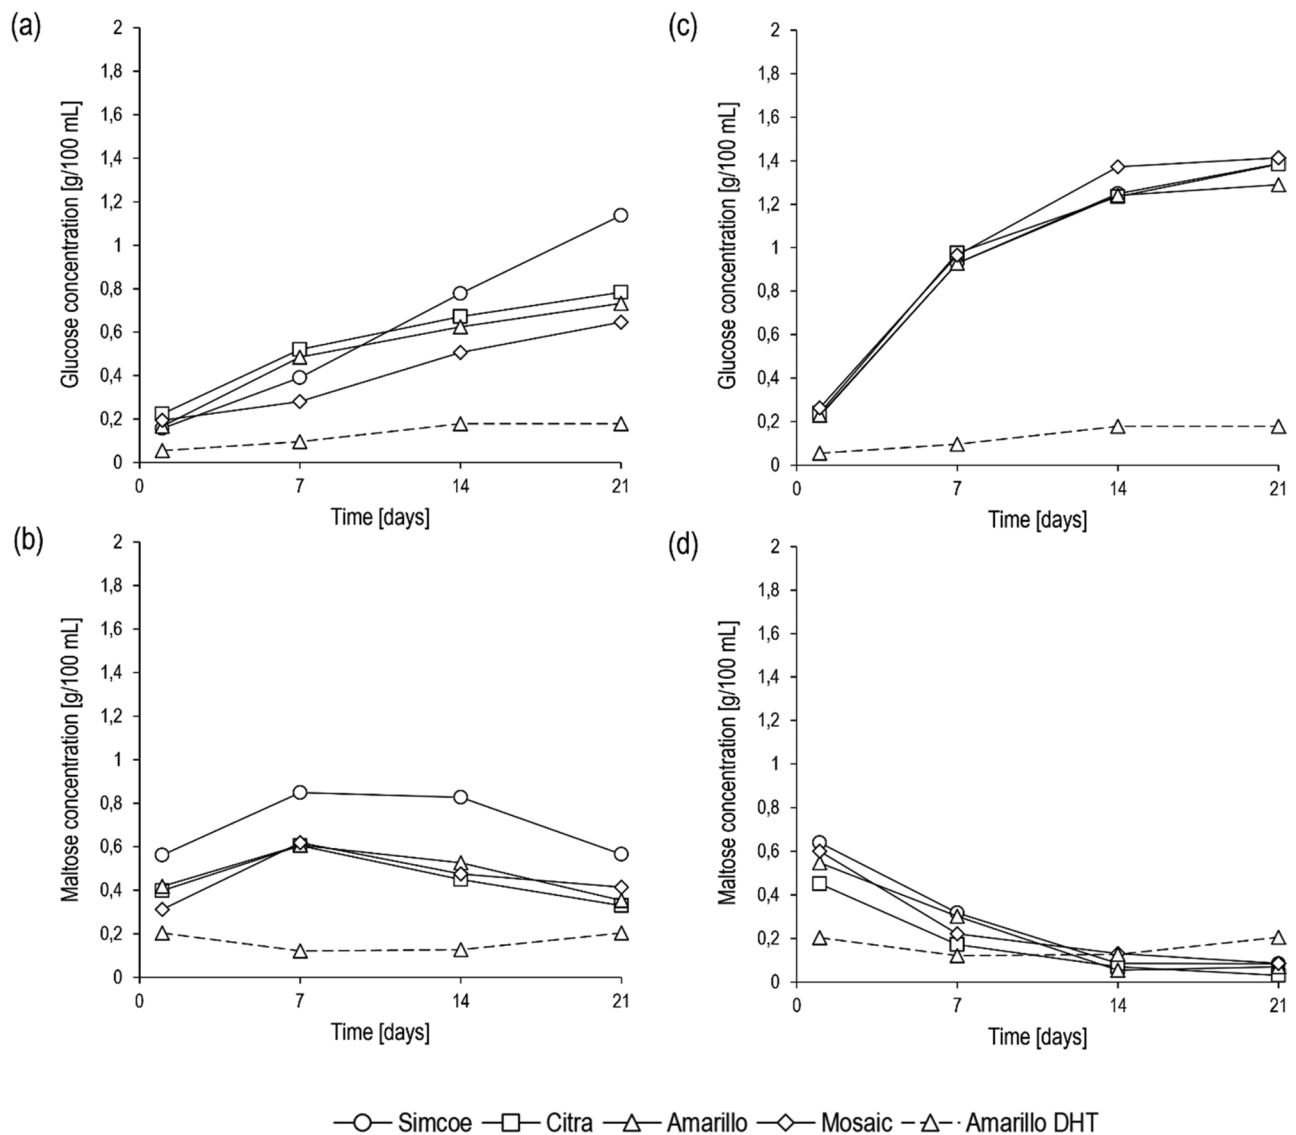 (a)
Glucose concentration [g/100 mL]
2
1,8
1,6
1,4
1,2
1
0,8
0,6
0,4
0,2
0
0 7 14 21
Time [days]
(c)
Glucose concentration [g/100 mL]
2
1,8
1,6
1,4
1,2
1
0,8
0,6
0,4
0,2
0
0 7 14 21
Time [days]
(b)
Maltose concentration [g/100 mL]
2
1,8
1,6
1,4
1,2
1
0,8
0,6
0,4
0,2
0
0 7 14 21
Time [days]
(d)
Maltose concentration [g/100 mL]
2
1,8
1,6
1,4
1,2
1
0,8
0,6
0,4
0,2
0
0 7 14 21
Time [days]
Simcoe Citra Amarillo Mosaic Amarillo DHT